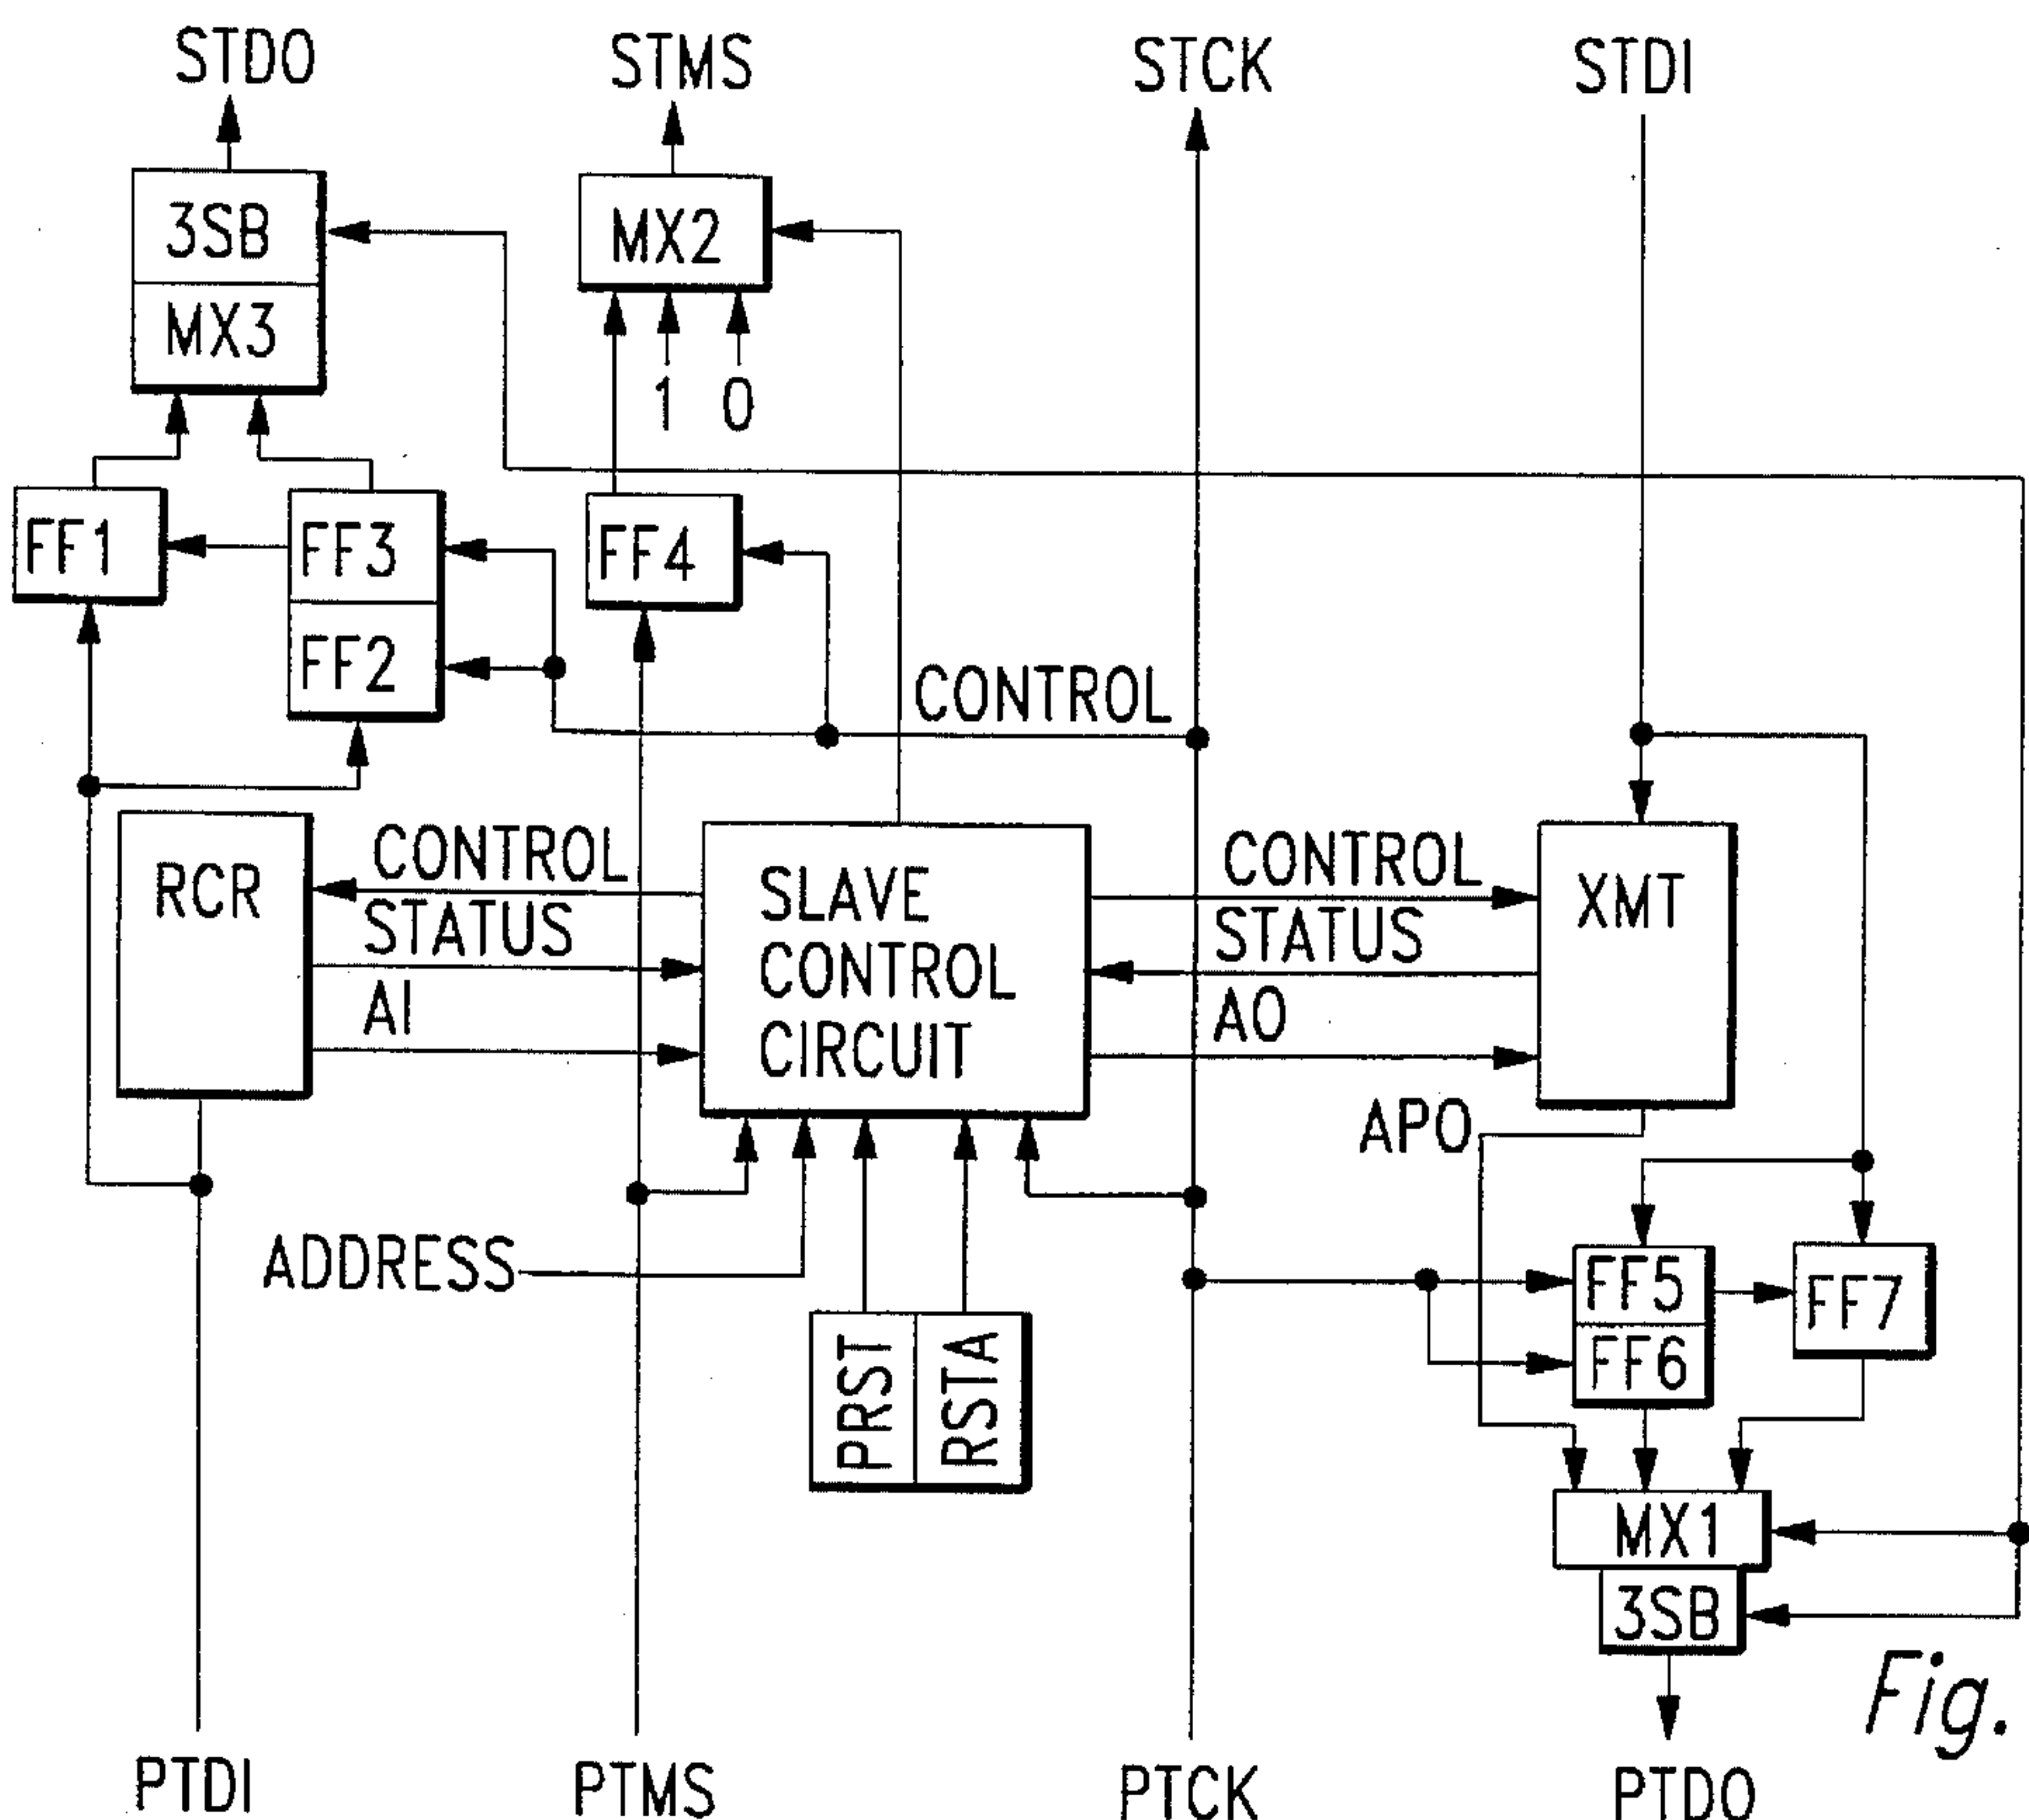 STDO
STMS
STCK
STDI
3SB
MX3
MX2
1 0
FF1
FF3
FF2
FF4
CONTROL
RCR
CONTROL
STATUS
AI
SLAVE
CONTROL
CIRCUIT
CONTROL
STATUS
AO
XMT
APO
ADDRESS
PRST
RSTA
FF5
FF6
FF7
MX1
3SB
Fig.
PTDI
PTMS
PTCK
PTDO